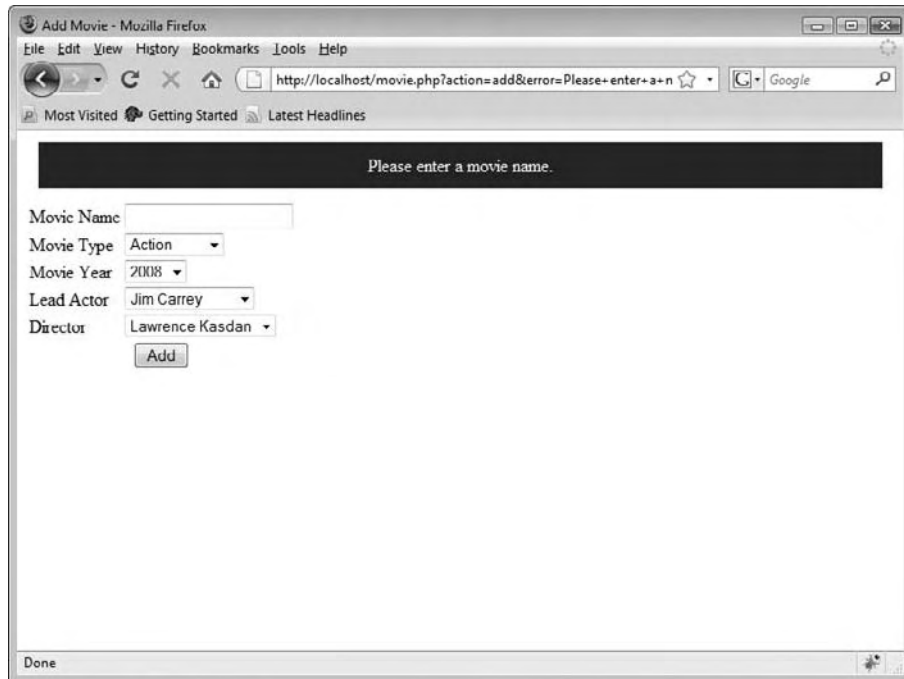 Add Movie - Mozilla Firefox
File Edit View History Bookmarks Tools Help
http://localhost/movie.php?action=add&error=Please+enter+a+n
G
Google
Most Visited Getting Started Latest Headlines
Please enter a movie name.
Movie Name
Movie Type Action
Movie Year 2008
Lead Actor Jim Carrey
Director Lawrence Kasdan
Add
Done